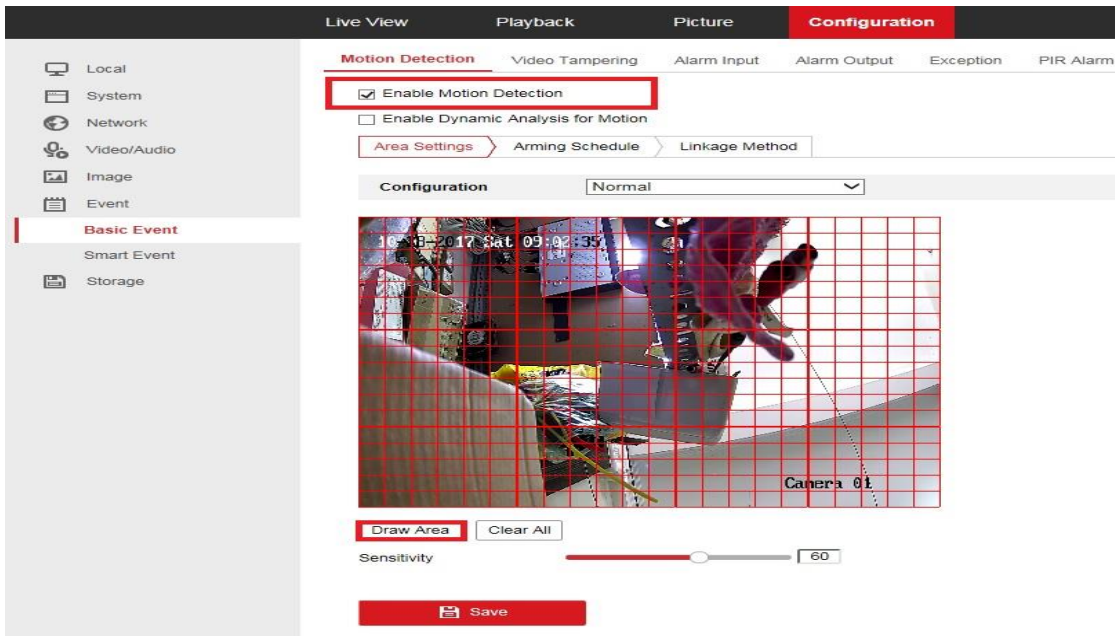 Live View Playback Picture Configuration
Motion Detection Video Tampering Alarm Input Alarm Output Exception PIR Alarm
Local
System
Network
Video/Audio
Image
Event
Basic Event
Smart Event
Storage
Enable Motion Detection
Enable Dynamic Analysis for Motion
Area Settings Arming Schedule Linkage Method
Configuration Normal
2017 Sat 09:02:35
Camera 01
Draw Area Clear All
Sensitivity 60
Save